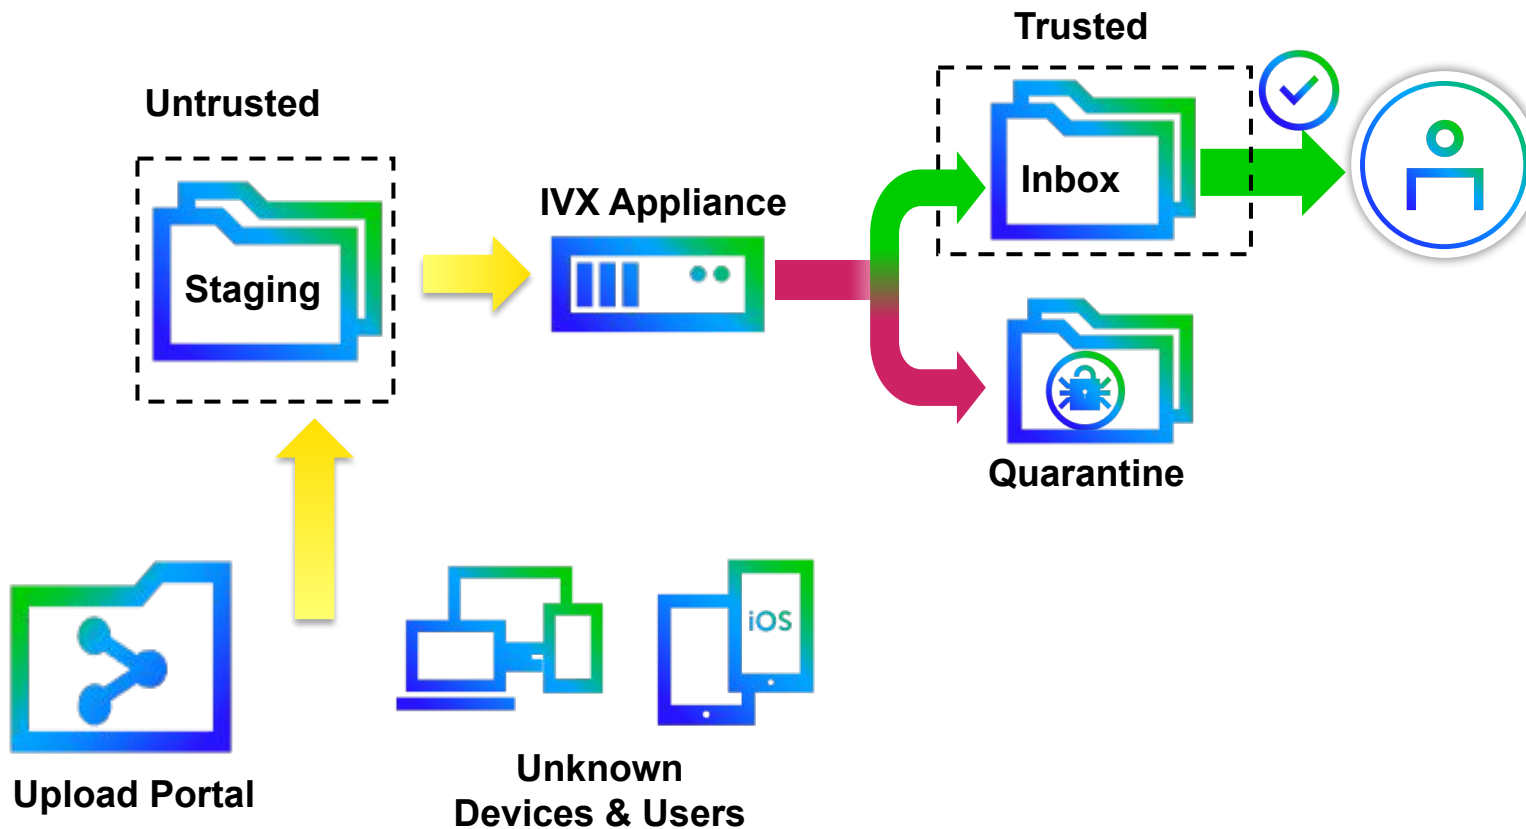 Trusted
Untrusted
IVX Appliance
Inbox
Staging
Quarantine
iOS
Upload Portal
Unknown
Devices & Users